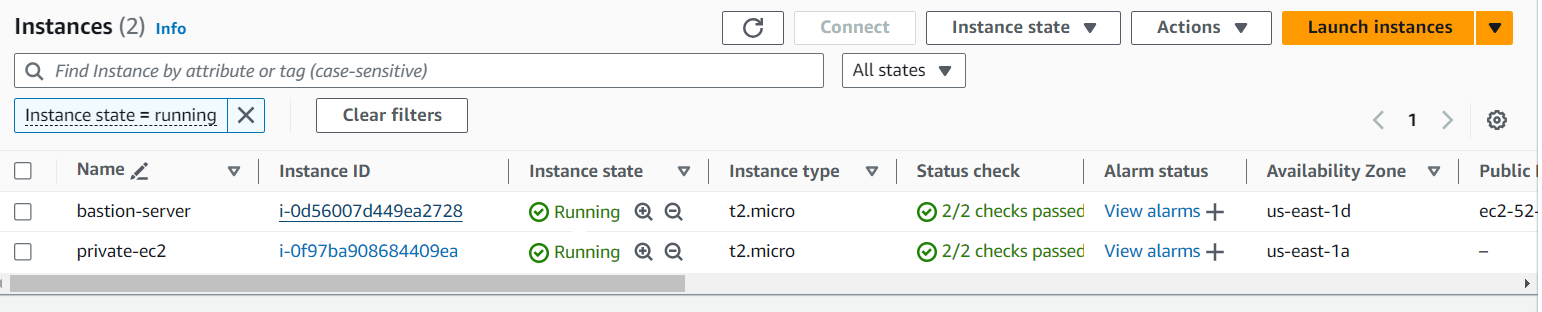 Instances (2) Info Connect Instance state Actions Launch instances
Find Instance by attribute or tag (case-sensitive) All states
Instance state = running Clear filters 1
Name Instance ID Instance state Instance type Status check Alarm status Availability Zone Public
bastion-server i-0d56007d449ea2728 Running t2.micro 2/2 checks passed View alarms us-east-1d ec2-52-
private-ec2 i-0f97ba908684409ea Running t2.micro 2/2 checks passed View alarms us-east-1a –